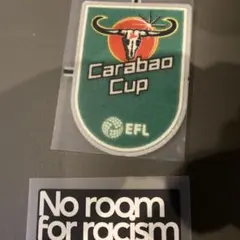 Carabao
Cup
EFL
No room
for racism